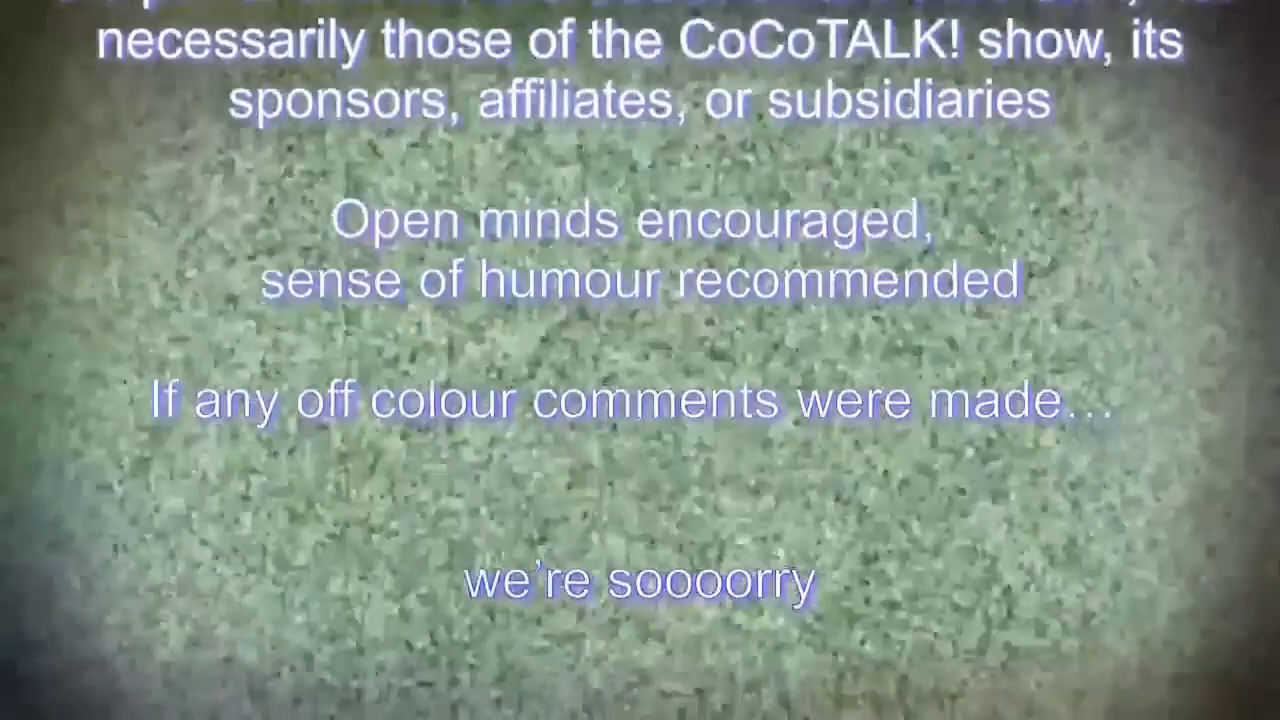 necessarily those of the CoCoTALK! show, its
sponsors, affiliates, or subsidiaries
Open minds encouraged,
sense of humour recommended
If any off colour comments were made...
we’re soooorry